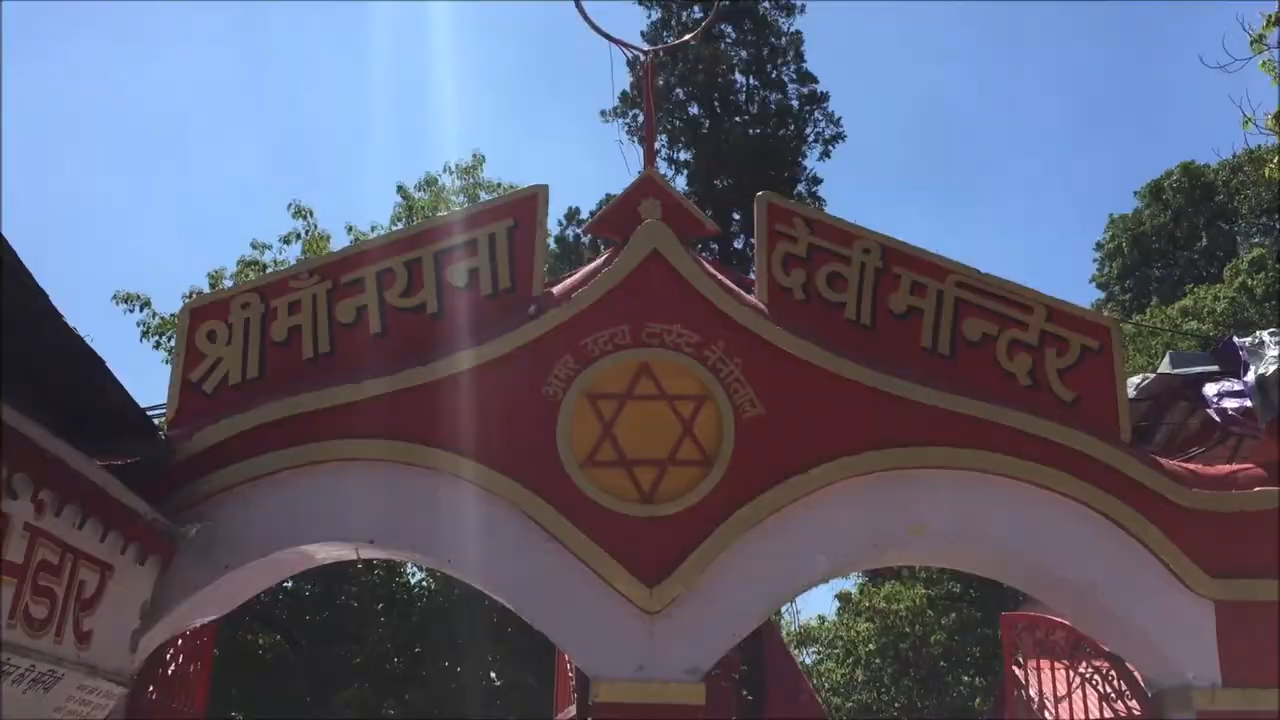 श्री माँ नयना देवी मन्दिर
अमर उदय ट्रस्ट नैनीताल